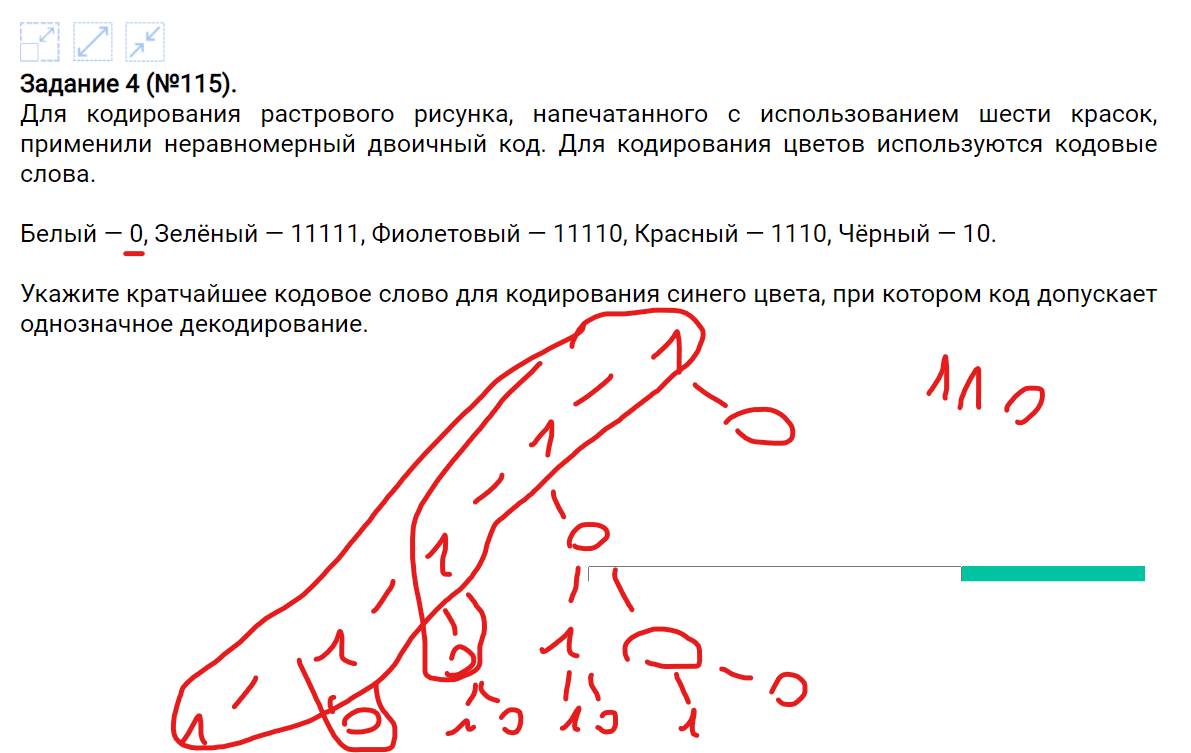 Задание 4 (№115).
Для кодирования растрового рисунка, напечатанного с использованием шести красок,
применили неравномерный двоичный код. Для кодирования цветов используются кодовые
слова.
Белый — 0, Зелёный — 11111, Фиолетовый — 11110, Красный — 1110, Чёрный — 10.
Укажите кратчайшее кодовое слово для кодирования синего цвета, при котором код допускает
однозначное декодирование.
1
110
0
1
0
1
1
1
0
0
0
1
0
1
0
1
0
1